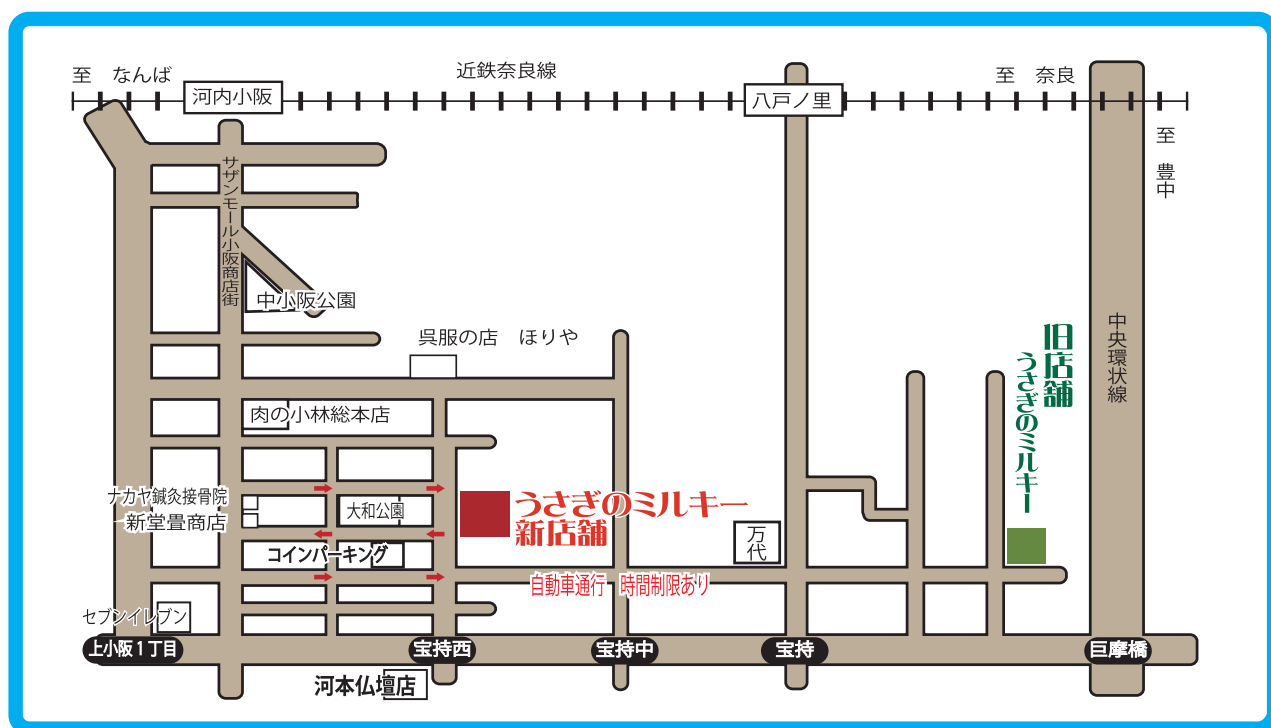 至　なんば
河内小阪
近鉄奈良線
八戸ノ里
至　奈良
至　豊中
サザンモール小阪商店街
中小阪公園
呉服の店　ほりや
中央環状線
旧店舗
うさぎのミルキー
肉の小林総本店
ナカヤ鍼灸接骨院
新堂畳商店
大和公園
うさぎのミルキー
新店舗
万代
コインパーキング
自動車通行　時間制限あり
セブンイレブン
上小阪１丁目
宝持西
宝持中
宝持
巨摩橋
河本仏壇店